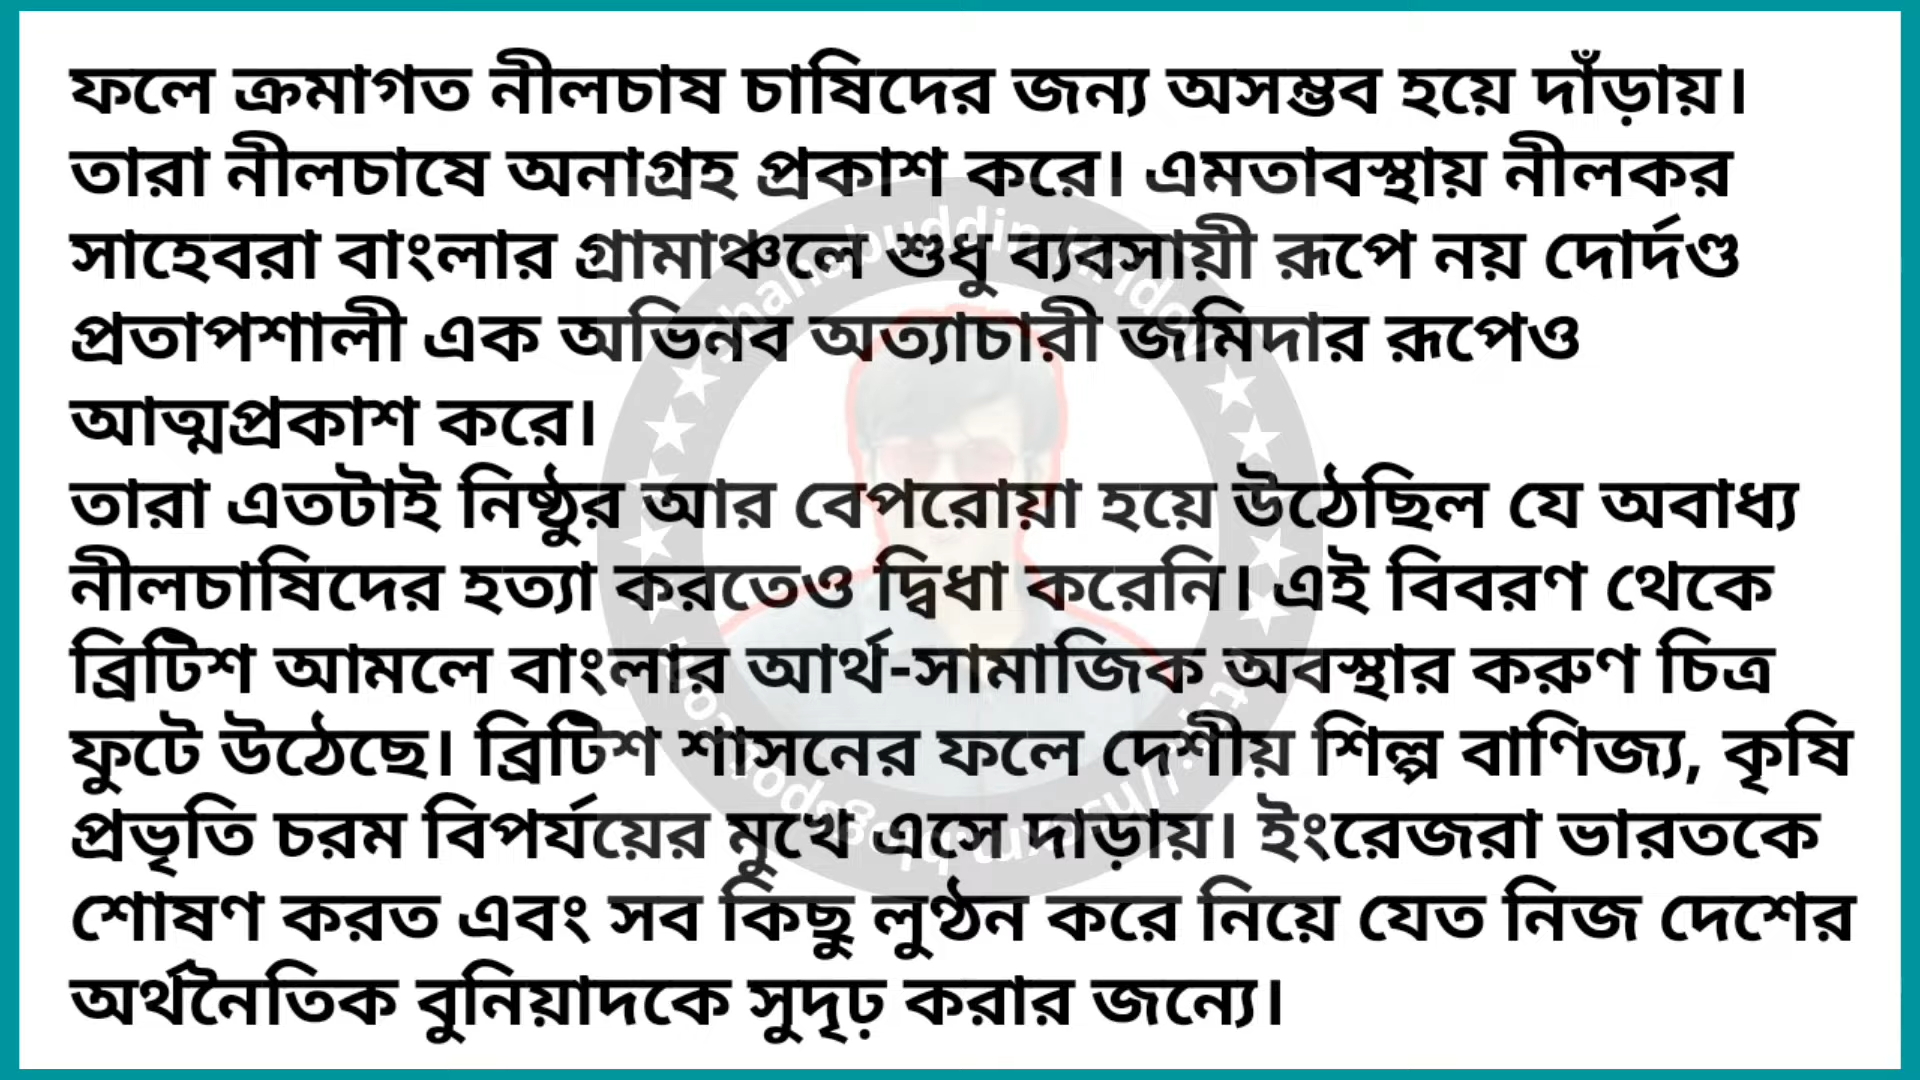 ফলে ক্রমাগত নীলচাষ চাষিদের জন্য অসম্ভব হয়ে দাঁড়ায়।
তারা নীলচাষে অনাগ্রহ প্রকাশ করে। এমতাবস্থায় নীলকর
সাহেবরা বাংলার গ্রামাঞ্চলে শুধু ব্যবসায়ী রূপে নয় দোর্দণ্ড
প্রতাপশালী এক অভিনব অত্যাচারী জমিদার রূপেও
আত্মপ্রকাশ করে।
তারা এতটাই নিষ্ঠুর আর বেপরোয়া হয়ে উঠেছিল যে অবাধ্য
নীলচাষিদের হত্যা করতেও দ্বিধা করেনি। এই বিবরণ থেকে
ব্রিটিশ আমলে বাংলার আর্থ-সামাজিক অবস্থার করুণ চিত্র
ফুটে উঠেছে। ব্রিটিশ শাসনের ফলে দেশীয় শিল্প বাণিজ্য, কৃষি
প্রভৃতি চরম বিপর্যয়ের মুখে এসে দাড়ায়। ইংরেজরা ভারতকে
শোষণ করত এবং সব কিছু লুণ্ঠন করে নিয়ে যেত নিজ দেশের
অর্থনৈতিক বুনিয়াদকে সুদৃঢ় করার জন্যে।